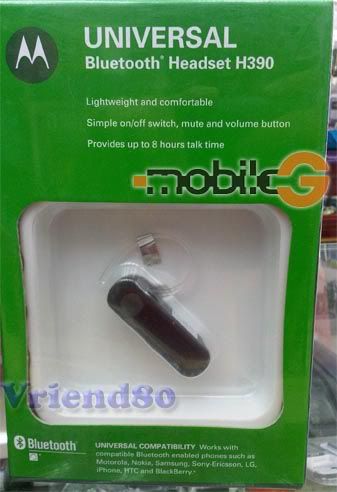 UNIVERSAL
Bluetooth® Headset H390
Lightweight and comfortable
Simple on/off switch, mute and volume button
Provides up to 8 hours talk time
mobileG
Vriend80
Bluetooth®
UNIVERSAL COMPATIBILITY Works with
compatible Bluetooth enabled phones such as
Motorola, Nokia, Samsung, Sony-Ericsson, LG,
iPhone, HTC and BlackBerry.